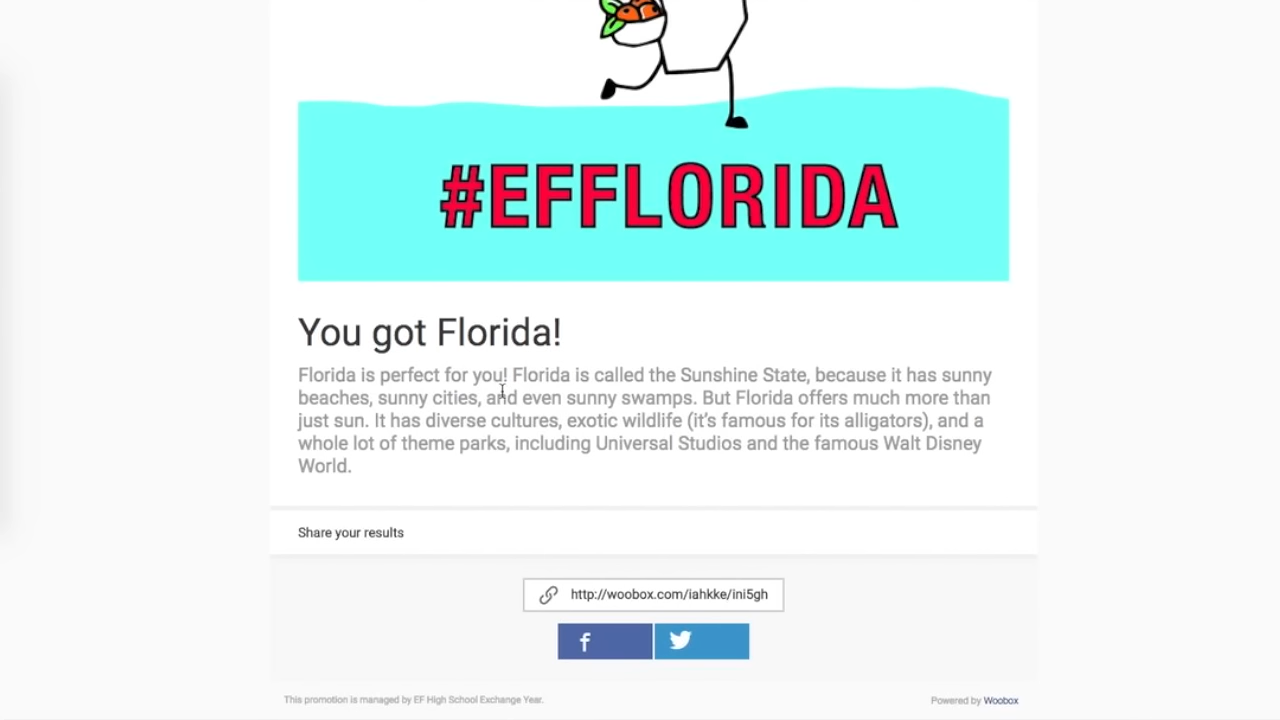 #EFFLORIDA
You got Florida!
Florida is perfect for you! Florida is called the Sunshine State, because it has sunny
beaches, sunny cities, and even sunny swamps. But Florida offers much more than
just sun. It has diverse cultures, exotic wildlife (it’s famous for its alligators), and a
whole lot of theme parks, including Universal Studios and the famous Walt Disney
World.
Share your results
http://woobox.com/iahkke/ini5gh
This promotion is managed by EF High School Exchange Year.
Powered by Woobox